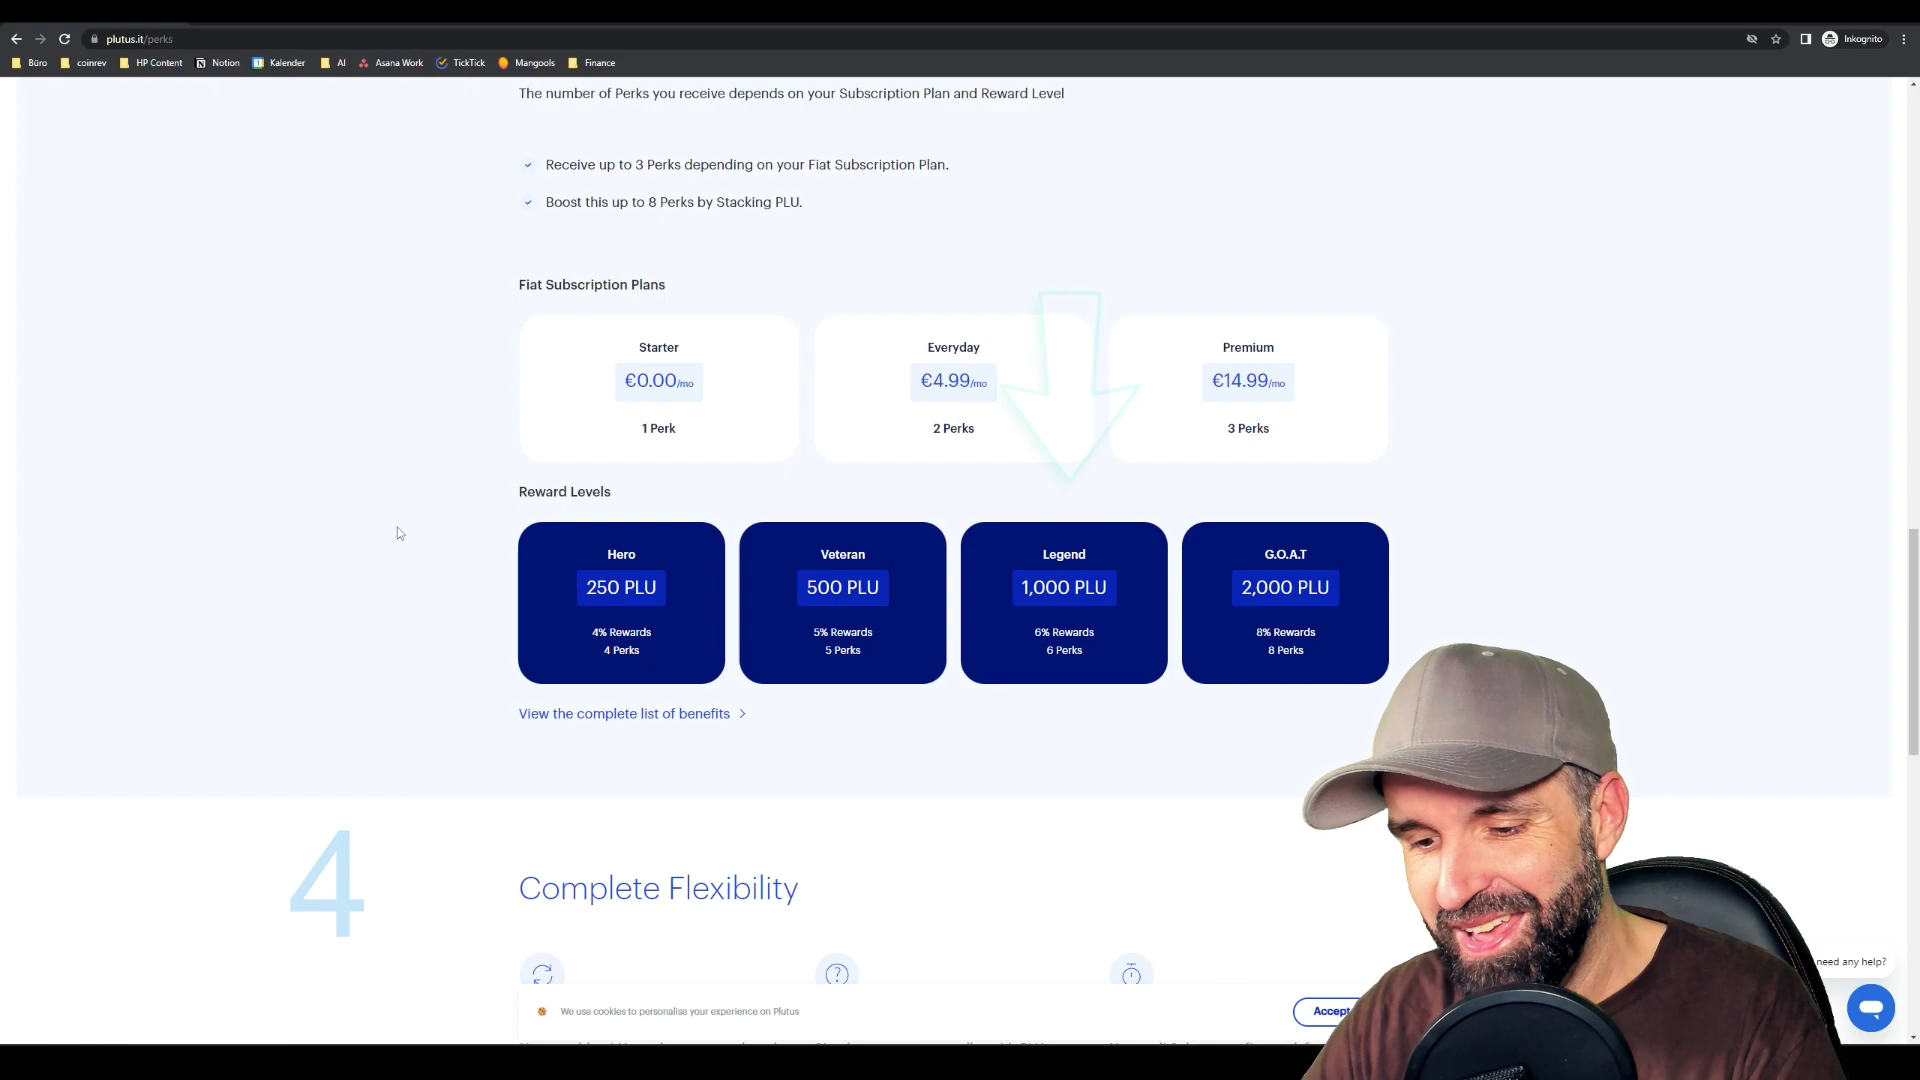 plutus.it/perks
Inkognito
Büro
coinrev
HP Content
Notion
Kalender
AI
Asana Work
TickTick
Mangools
Finance
The number of Perks you receive depends on your Subscription Plan and Reward Level
Receive up to 3 Perks depending on your Fiat Subscription Plan.
Boost this up to 8 Perks by Stacking PLU.
Fiat Subscription Plans
Starter
€0.00/mo
1 Perk
Everyday
€4.99/mo
2 Perks
Premium
€14.99/mo
3 Perks
Reward Levels
Hero
250 PLU
4% Rewards
4 Perks
Veteran
500 PLU
5% Rewards
5 Perks
Legend
1,000 PLU
6% Rewards
6 Perks
G.O.A.T
2,000 PLU
8% Rewards
8 Perks
View the complete list of benefits
4
Complete Flexibility
We use cookies to personalise your experience on Plutus
Accept
need any help?